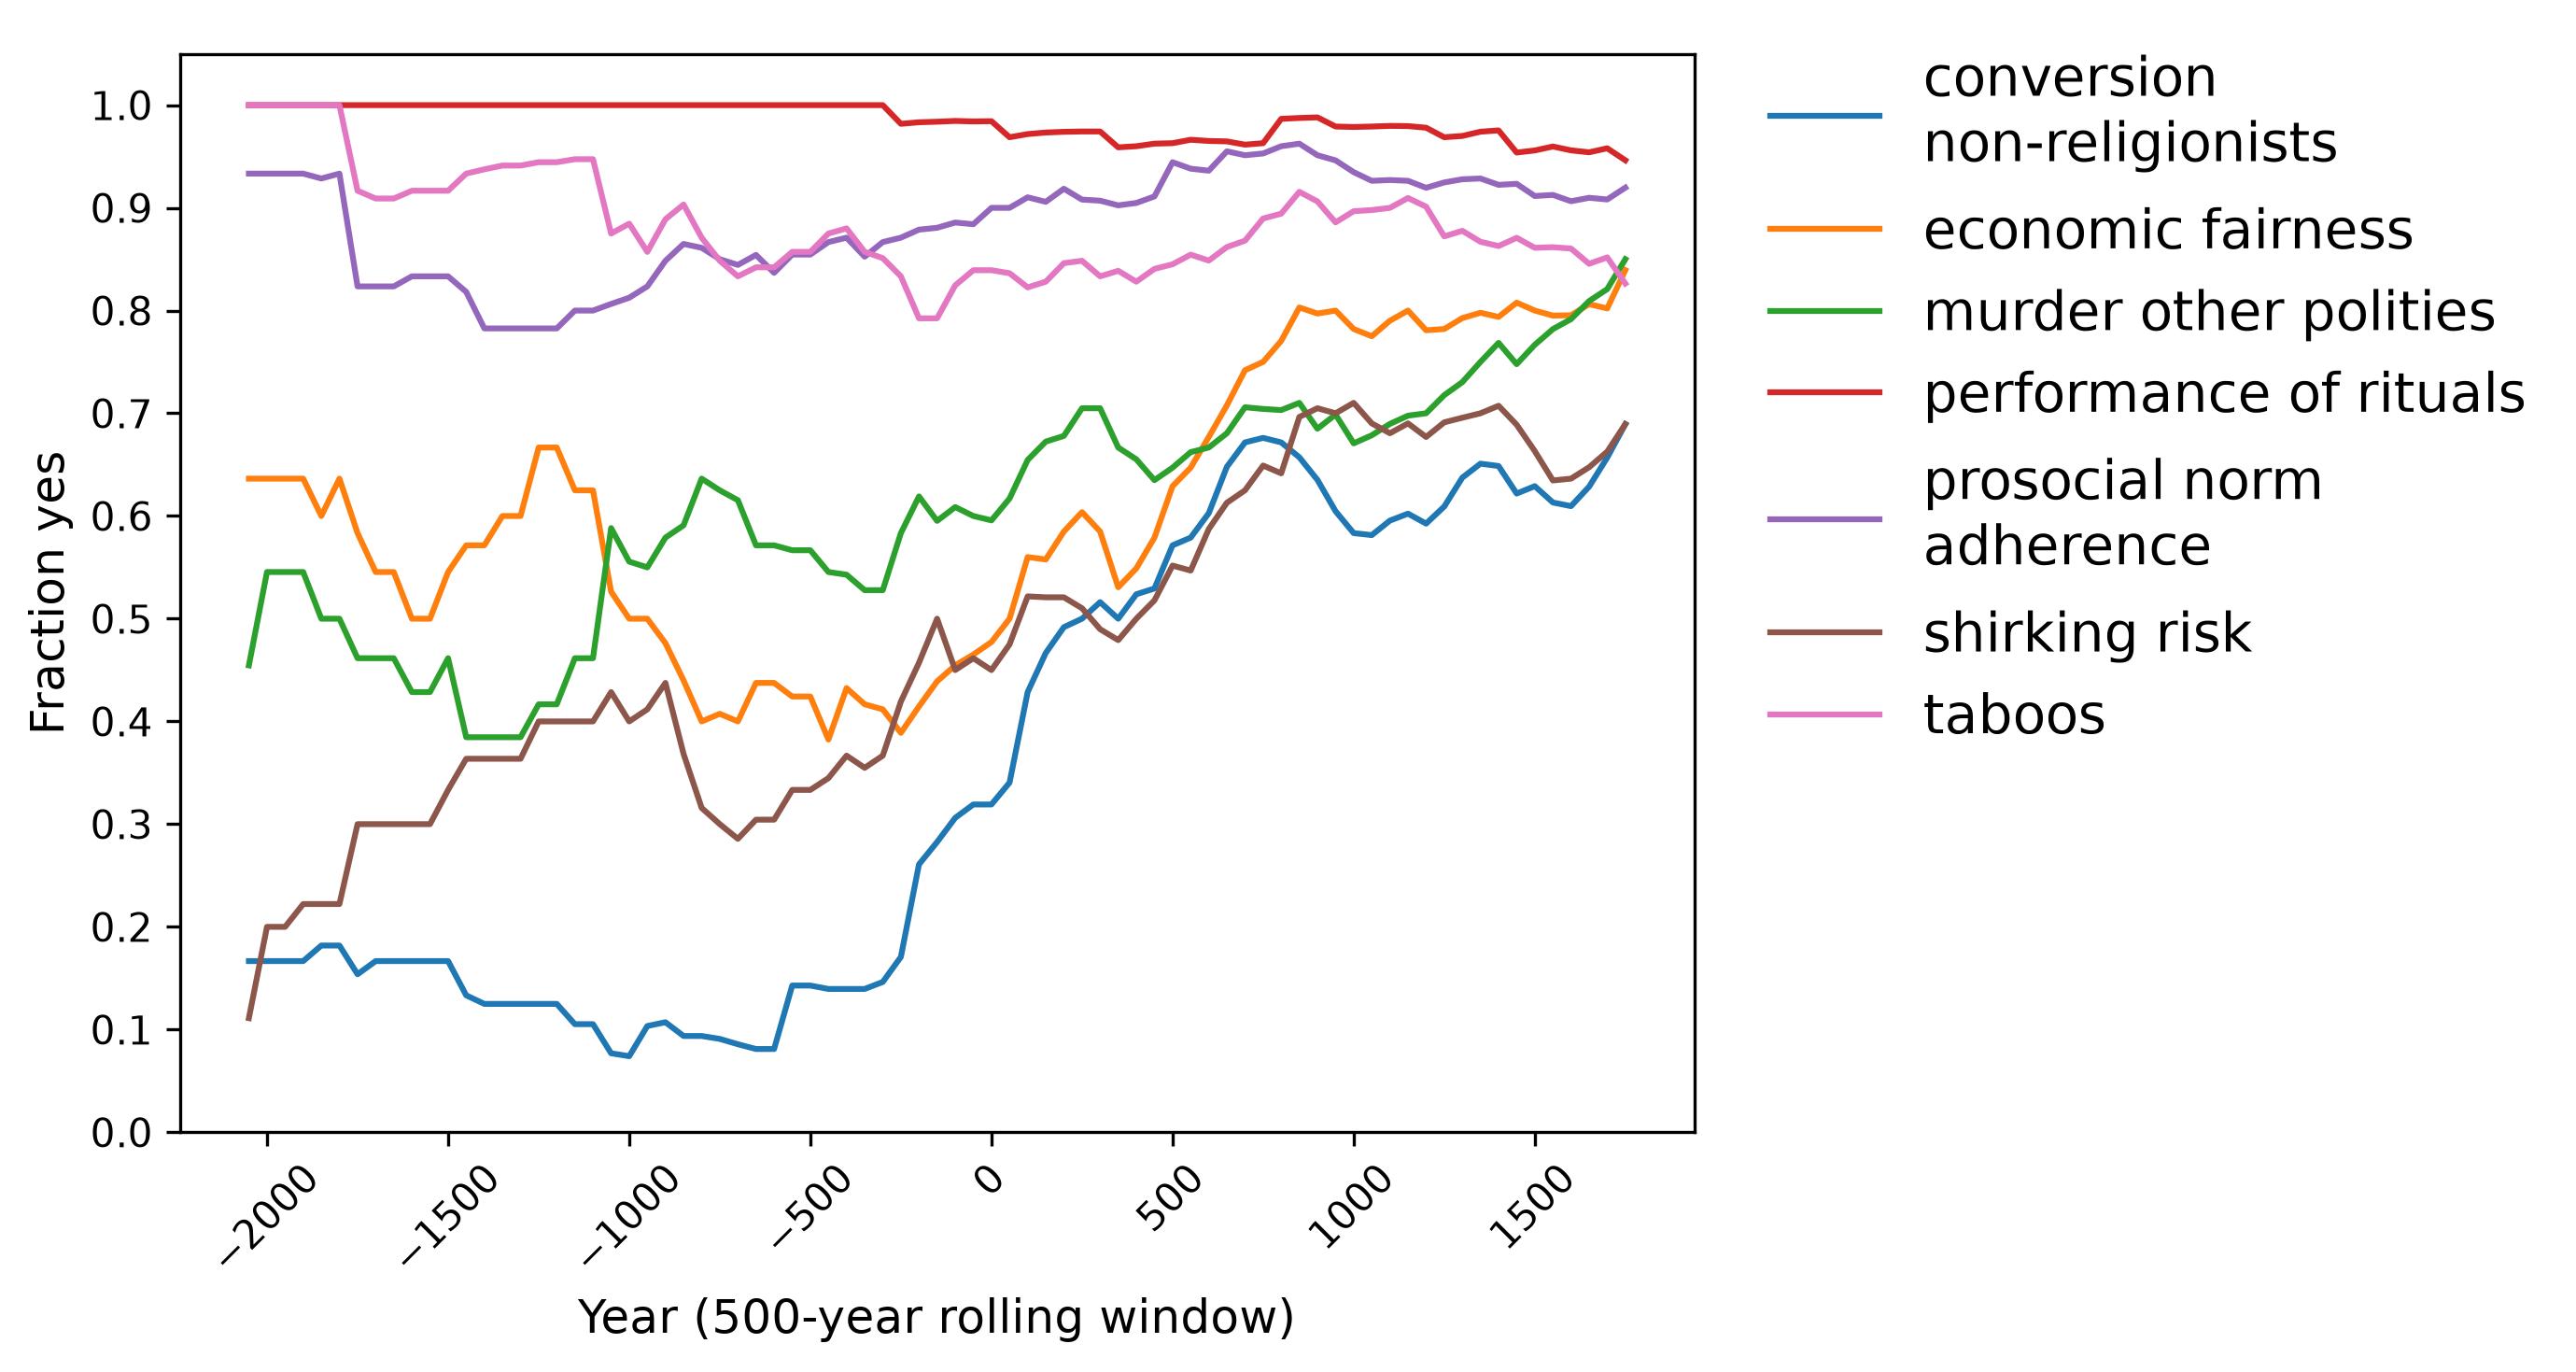 Fraction yes
1.0
0.9
0.8
0.7
0.6
0.5
0.4
0.3
0.2
0.1
0.0
−2000
−1500
−1000
−500
0
500
1000
1500
Year (500-year rolling window)
conversion
non-religionists
economic fairness
murder other polities
performance of rituals
prosocial norm
adherence
shirking risk
taboos